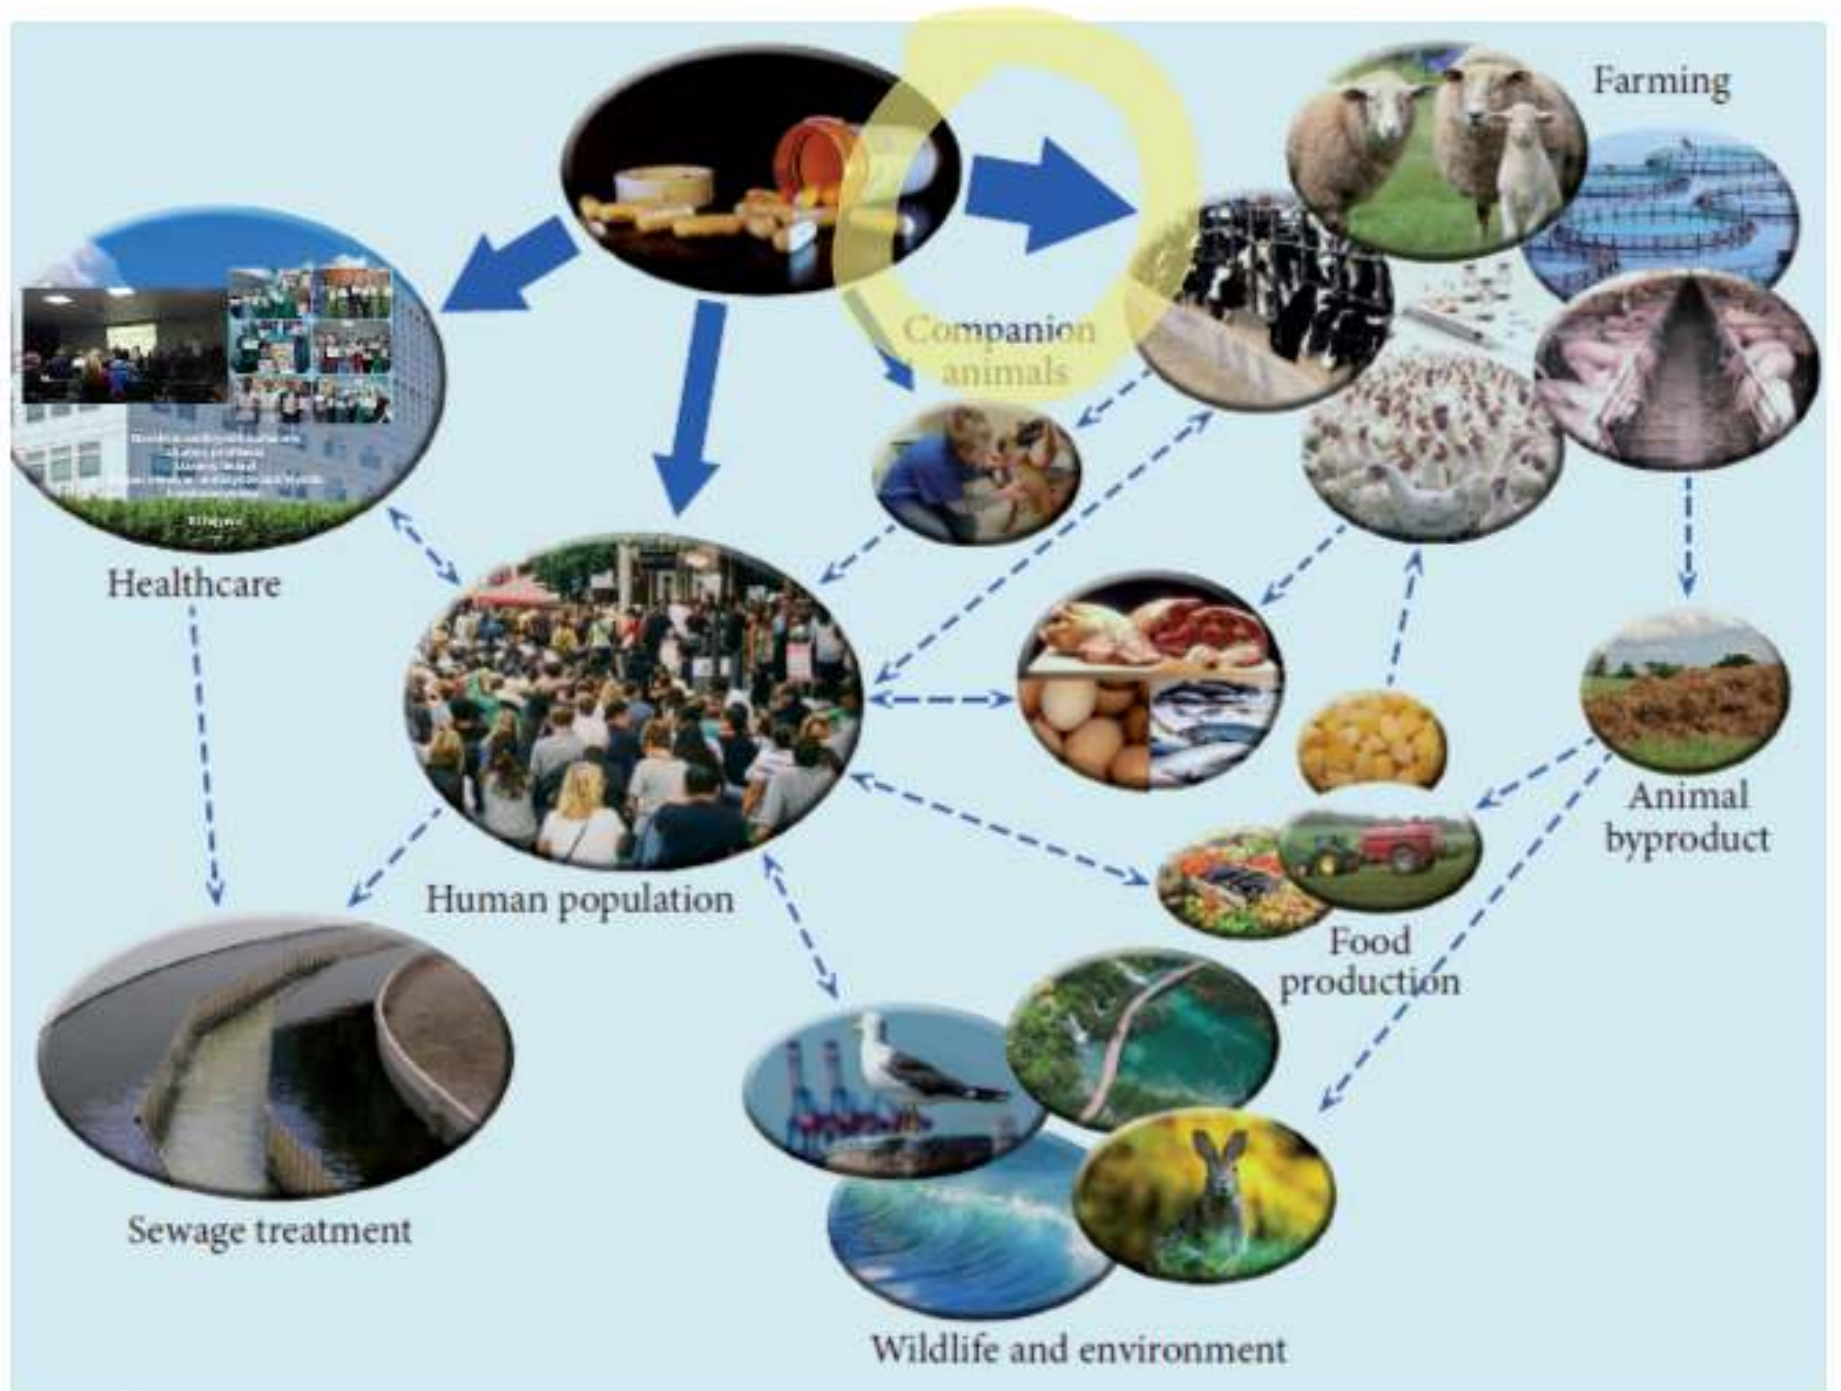 Farming
Companion
animals
Healthcare
Human population
Animal
byproduct
Food
production
Sewage treatment
Wildlife and environment